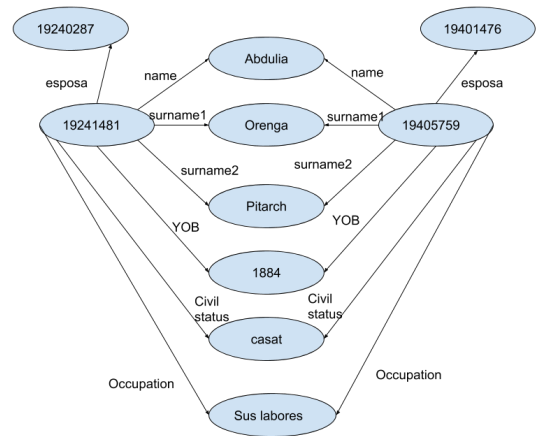 19240287
19401476
Abdulia
name
name
esposa
esposa
19241481
surname1
Orenga
surname1
19405759
surname2
surname2
Pitarch
YOB
YOB
1884
Civil
status
Civil
status
casat
Occupation
Occupation
Sus labores